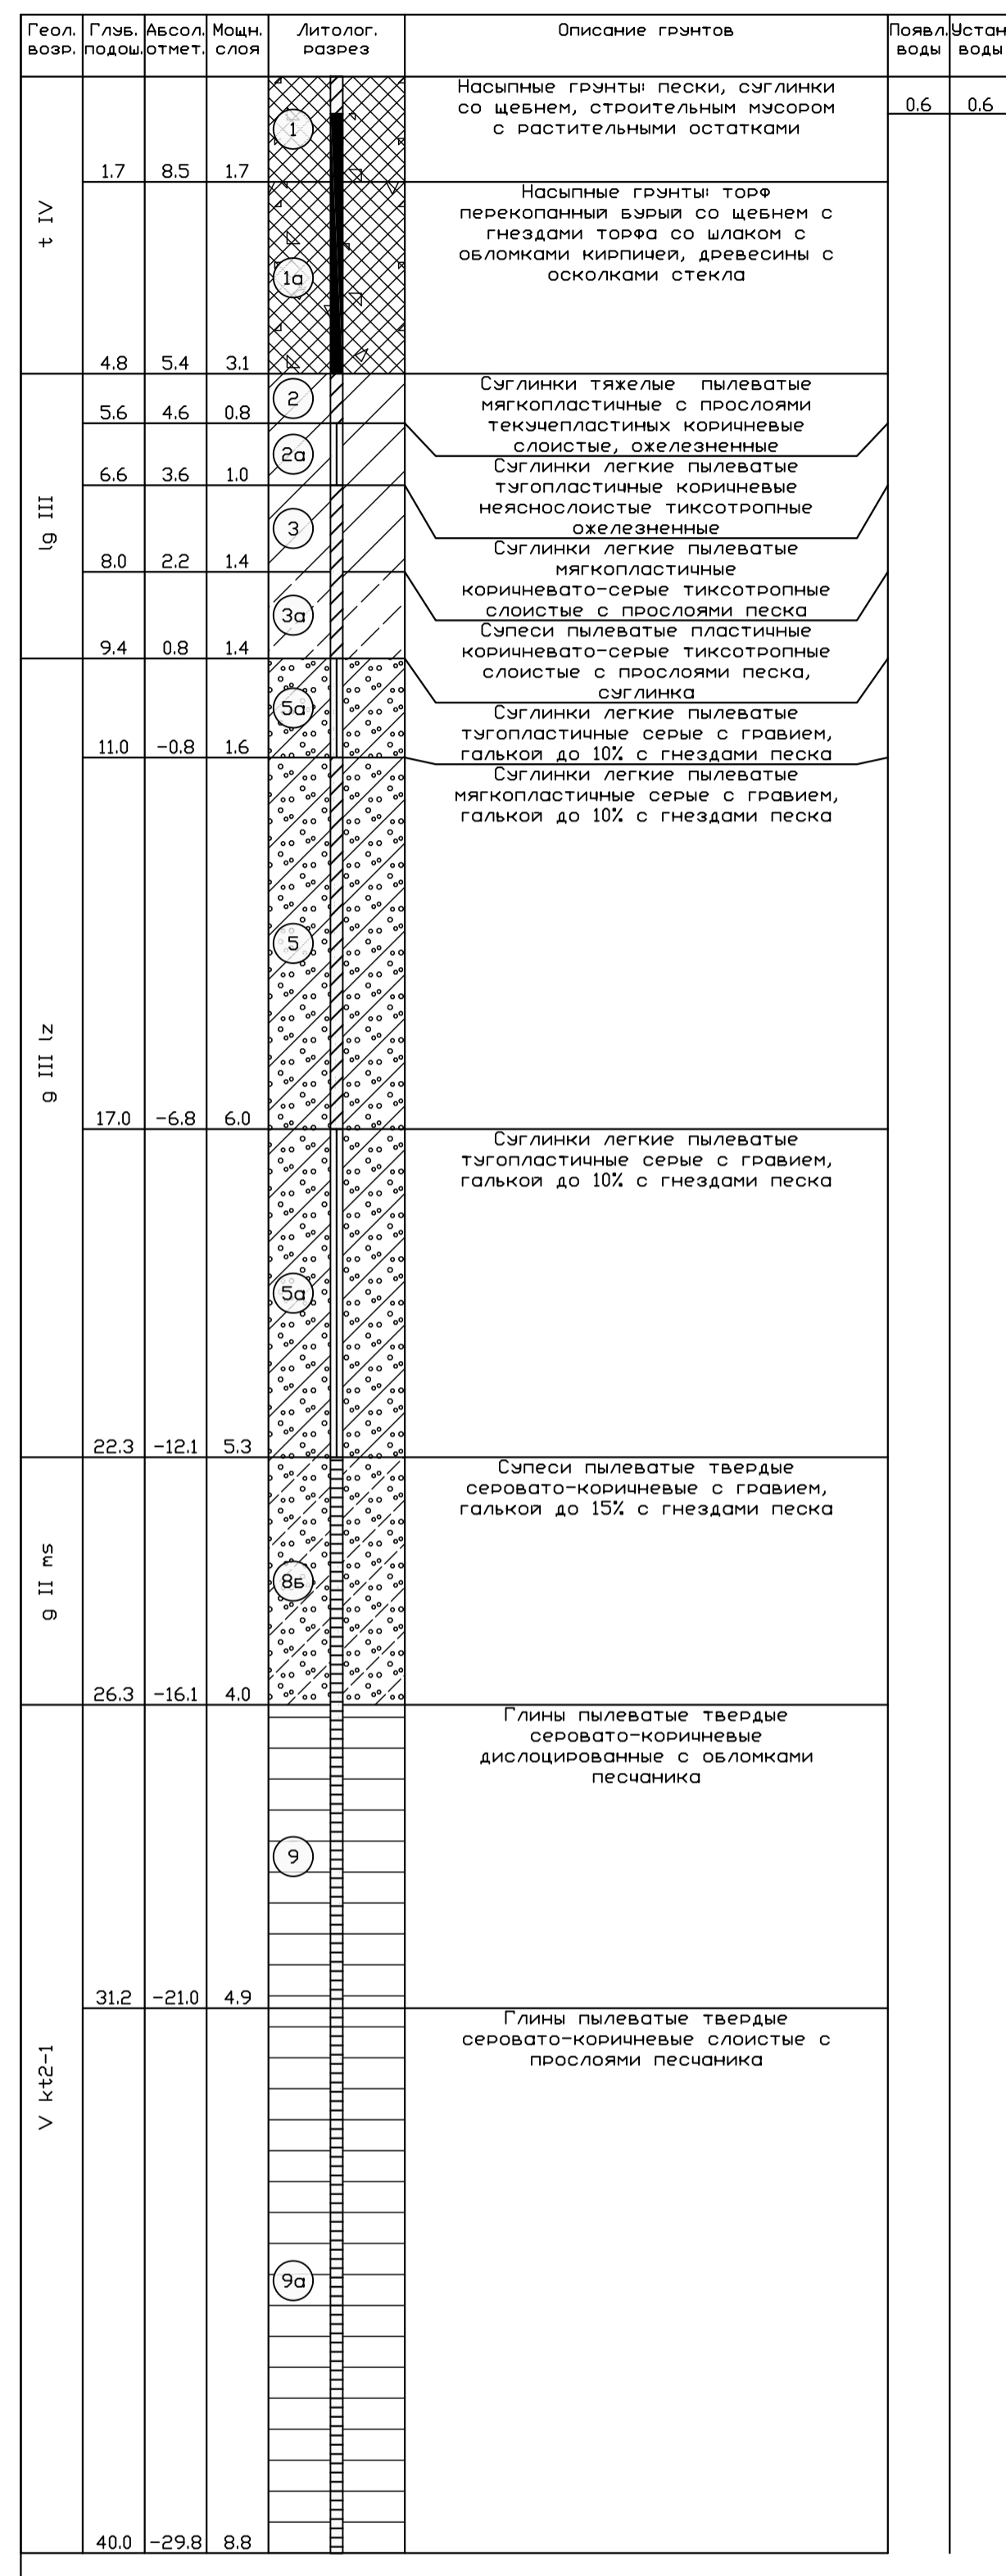 Геол. возр. Глуб. подош. Абсол. отмет. Мощн. слоя Литолог. разрез Описание грунтов Появл. воды Устан воды
t IV
Насыпные грунты: пески, суглинки
со щебнем, строительным мусором
с растительными остатками
0.6 0.6
1
1.7 8.5 1.7
Насыпные грунты: торф
перекопанный бурый со щебнем с
гнездами торфа со шлаком с
обломками кирпичей, древесины с
осколками стекла
1а
4.8 5.4 3.1
lg III
Суглинки тяжелые пылеватые
мягкопластичные с прослоями
текучепластиных коричневые
слоистые, ожелезненные
2
5.6 4.6 0.8
Суглинки легкие пылеватые
тугопластичные коричневые
неяснослоистые тиксотропные
ожелезненные
2а
6.6 3.6 1.0
Суглинки легкие пылеватые
мягкопластичные
коричневато-серые тиксотропные
слоистые с прослоями песка
3
8.0 2.2 1.4
Супеси пылеватые пластичные
коричневато-серые тиксотропные
слоистые с прослоями песка,
суглинка
3а
9.4 0.8 1.4
g III lz
Суглинки легкие пылеватые
тугопластичные серые с гравием,
галькой до 10% с гнездами песка
5а
11.0 -0.8 1.6
Суглинки легкие пылеватые
мягкопластичные серые с гравием,
галькой до 10% с гнездами песка
5
17.0 -6.8 6.0
Суглинки легкие пылеватые
тугопластичные серые с гравием,
галькой до 10% с гнездами песка
5а
22.3 -12.1 5.3
g II ms
Супеси пылеватые твердые
серовато-коричневые с гравием,
галькой до 15% с гнездами песка
8б
26.3 -16.1 4.0
V kt2-1
Глины пылеватые твердые
серовато-коричневые
дислоцированные с обломками
песчаника
9
31.2 -21.0 4.9
Глины пылеватые твердые
серовато-коричневые слоистые с
прослоями песчаника
9а
40.0 -29.8 8.8